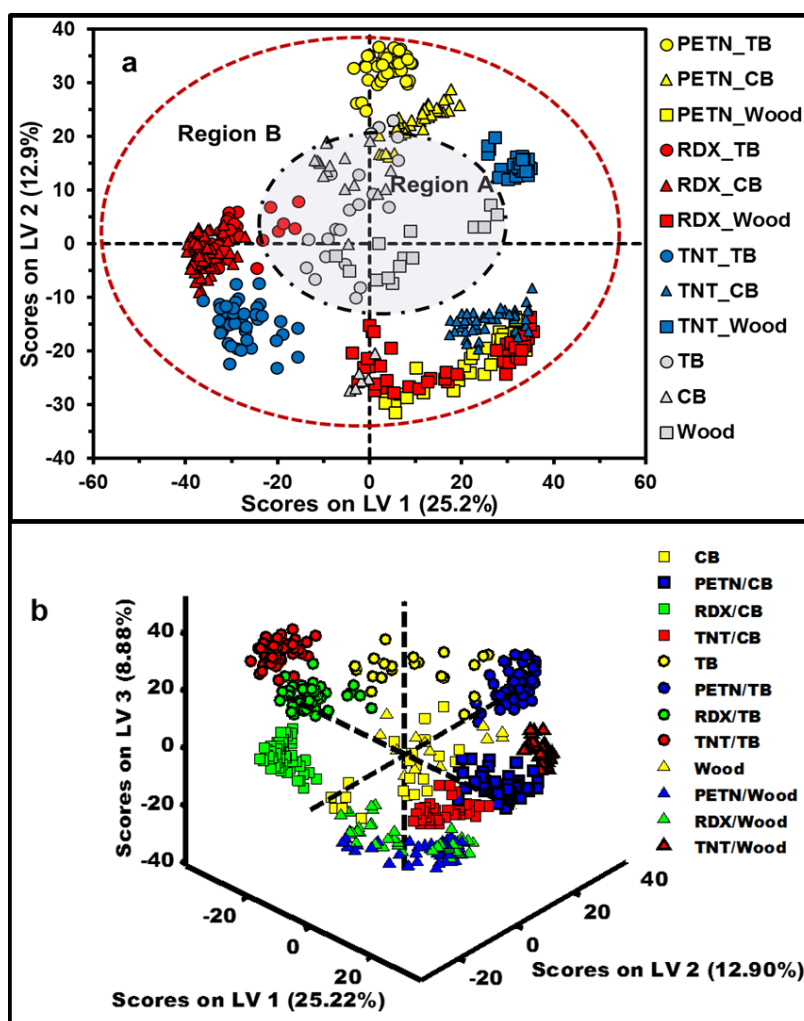 a
40
30
20
10
0
-10
-20
-30
-40
-60
-40
-20
0
20
40
60
Scores on LV 2 (12.9%)
Scores on LV 1 (25.2%)
Region B
Region A
PETN_TB
PETN_CB
PETN_Wood
RDX_TB
RDX_CB
RDX_Wood
TNT_TB
TNT_CB
TNT_Wood
TB
CB
Wood
b
40
20
0
-20
-40
Scores on LV 3 (8.88%)
-20
0
20
Scores on LV 1 (25.22%)
-20
0
20
40
Scores on LV 2 (12.90%)
CB
PETN/CB
RDX/CB
TNT/CB
TB
PETN/TB
RDX/TB
TNT/TB
Wood
PETN/Wood
RDX/Wood
TNT/Wood